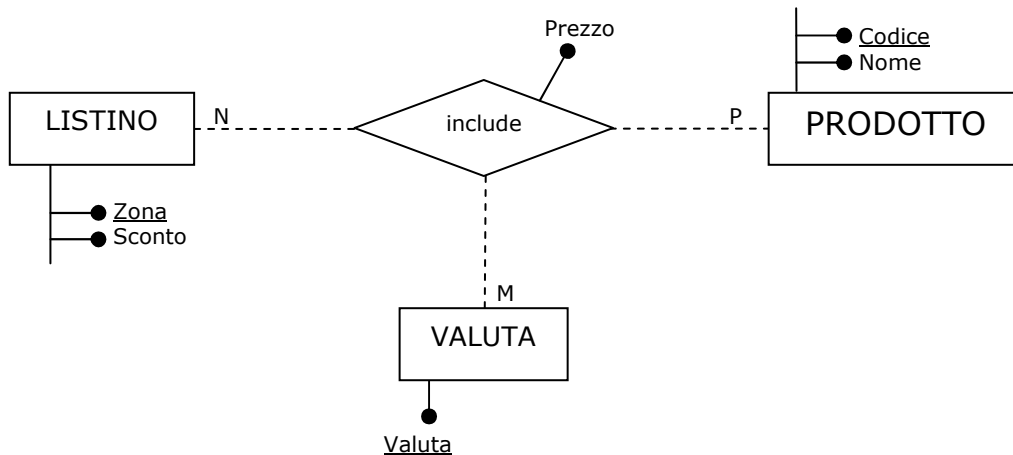 Prezzo
Codice
Nome
LISTINO
N
include
P
PRODOTTO
Zona
Sconto
M
VALUTA
Valuta